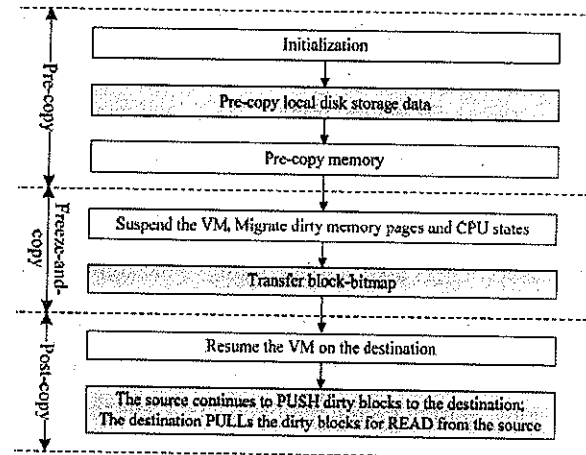 Pre-copy
Initialization
Pre-copy local disk storage data
Pre-copy memory
Freeze-and-
copy
Suspend the VM, Migrate dirty memory pages and CPU states
Transfer block-bitmap
Post-copy
Resume the VM on the destination
The source continues to PUSH dirty blocks to the destination;
The destination PULLs the dirty blocks for READ from the source